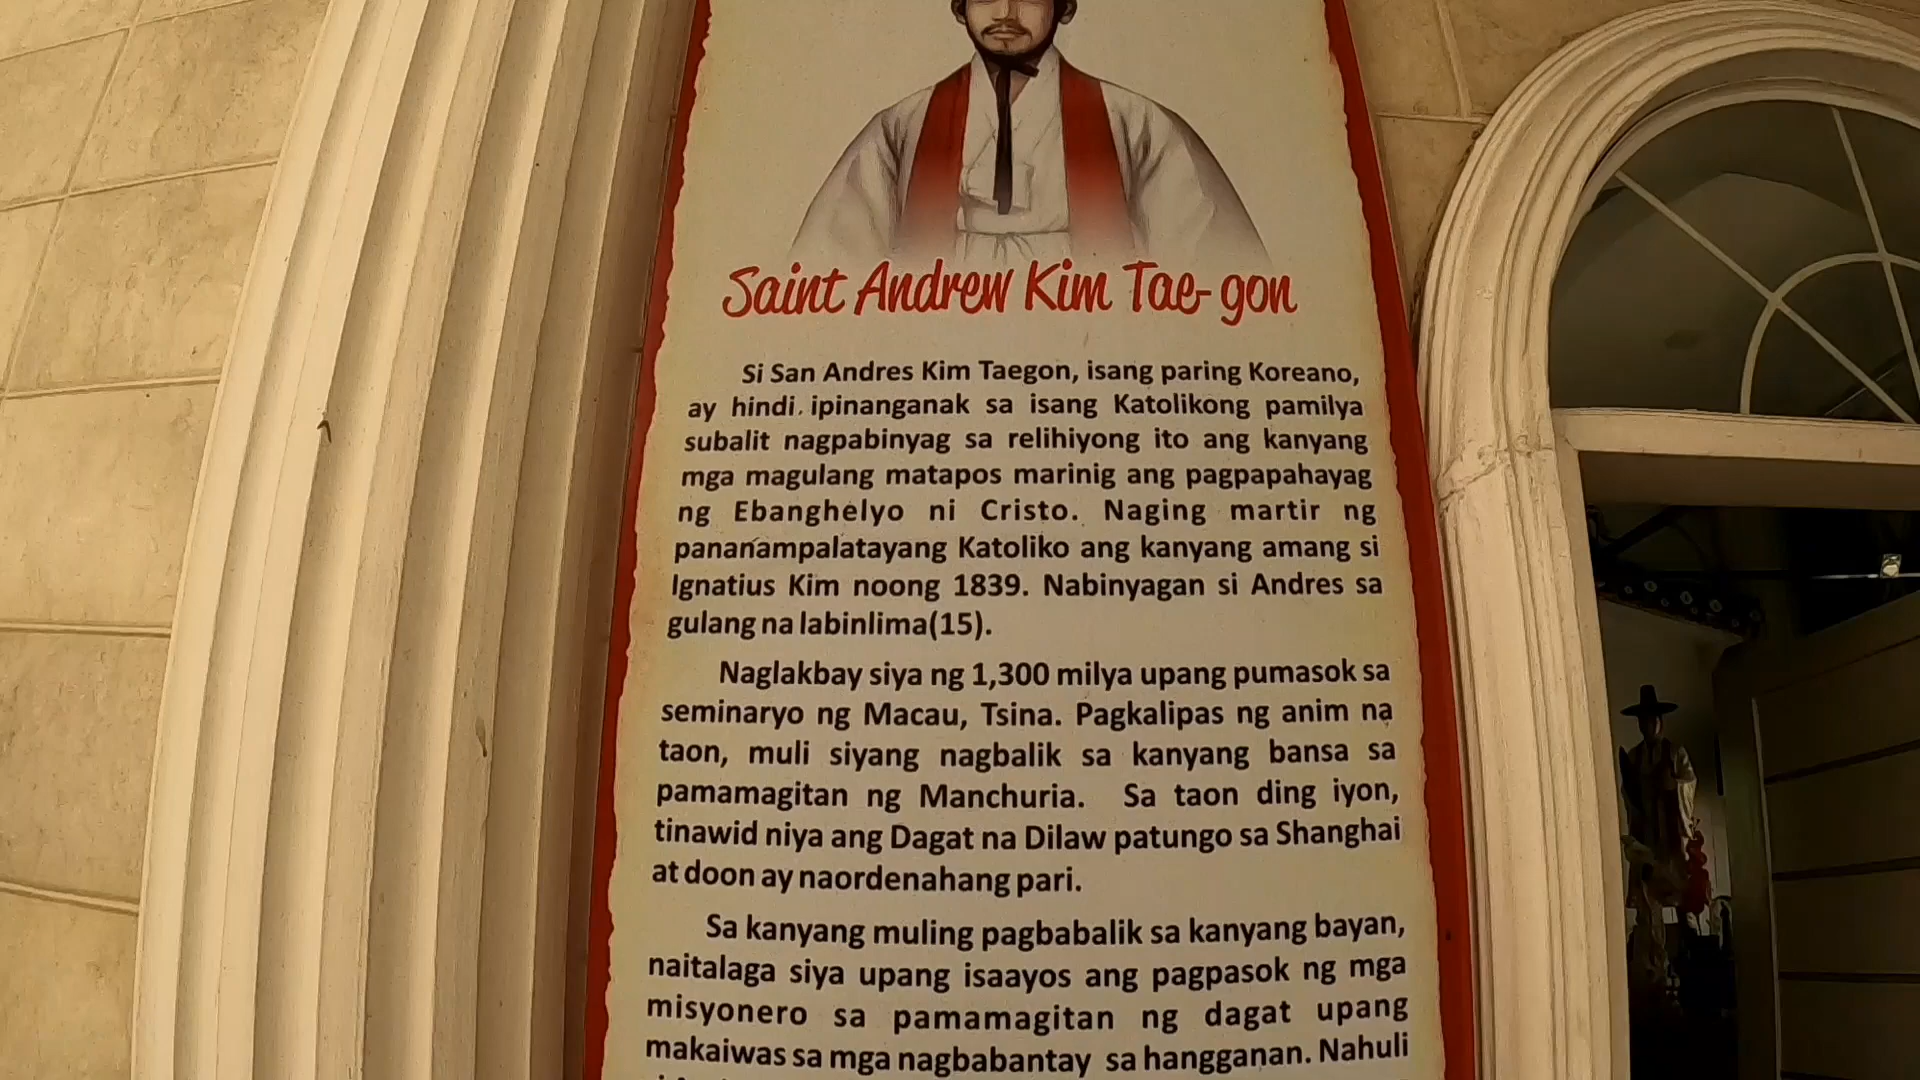 Saint Andrew Kim Tae-gon
Si San Andres Kim Taegon, isang paring Koreano,
ay hindi ipinanganak sa isang Katolikong pamilya
subalit nagpabinyag sa relihiyong ito ang kanyang
mga magulang matapos marinig ang pagpapahayag
ng Ebanghelyo ni Cristo. Naging martir ng
pananampalatayang Katoliko ang kanyang amang si
Ignatius Kim noong 1839. Nabinyagan si Andres sa
gulang na labinlima(15).
Naglakbay siya ng 1,300 milya upang pumasok sa
seminaryo ng Macau, Tsina. Pagkalipas ng anim na
taon, muli siyang nagbalik sa kanyang bansa sa
pamamagitan ng Manchuria. Sa taon ding iyon,
tinawid niya ang Dagat na Dilaw patungo sa Shanghai
at doon ay naordenahang pari.
Sa kanyang muling pagbabalik sa kanyang bayan,
naitalaga siya upang isaayos ang pagpasok ng mga
misyonero sa pamamagitan ng dagat upang
makaiwas sa mga nagbabantay sa hangganan. Nahuli